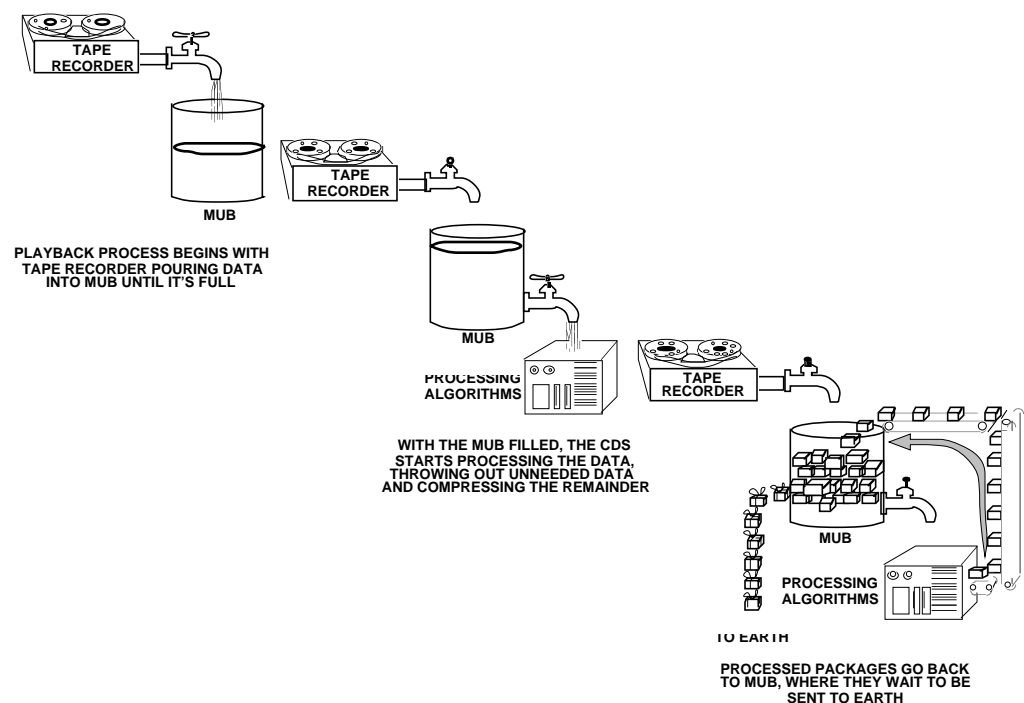 TAPE
RECORDER
MUB
PLAYBACK PROCESS BEGINS WITH
TAPE RECORDER POURING DATA
INTO MUB UNTIL IT'S FULL
TAPE
RECORDER
MUB
PROCESSING
ALGORITHMS
WITH THE MUB FILLED, THE CDS
STARTS PROCESSING THE DATA,
THROWING OUT UNNEEDED DATA
AND COMPRESSING THE REMAINDER
TAPE
RECORDER
MUB
PROCESSING
ALGORITHMS
TO EARTH
PROCESSED PACKAGES GO BACK
TO MUB, WHERE THEY WAIT TO BE
SENT TO EARTH